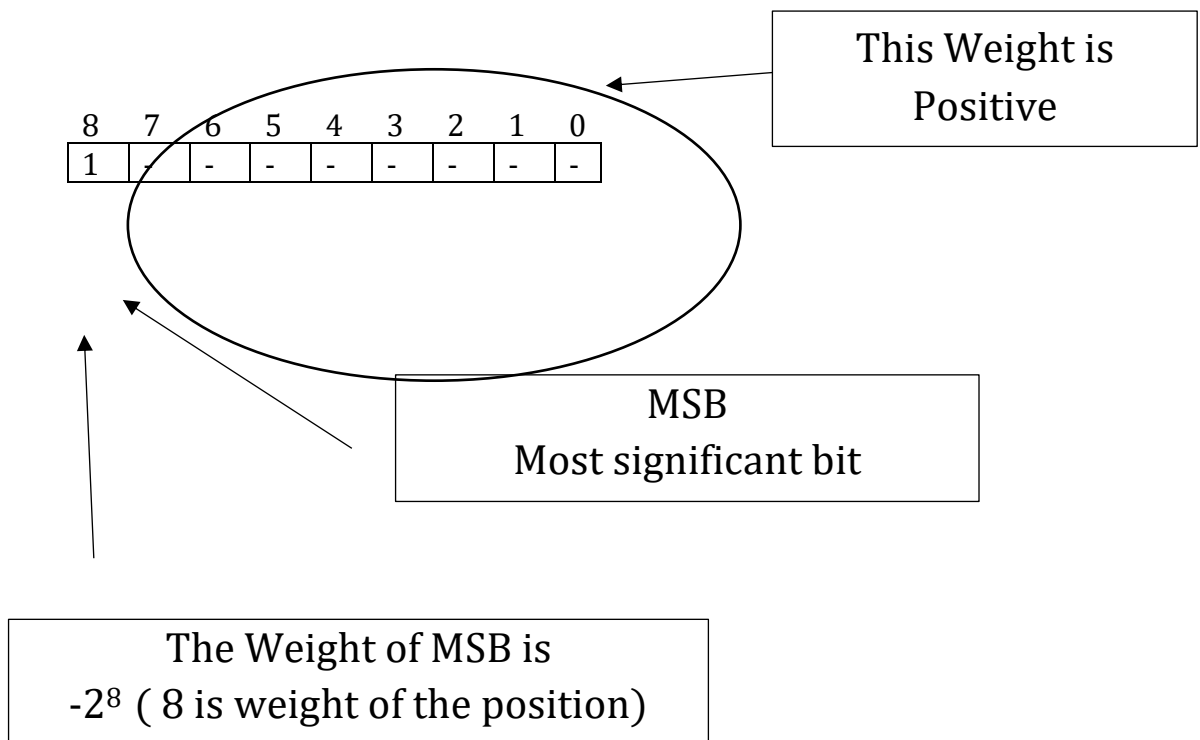 This Weight is
Positive
8 7 6 5 4 3 2 1 0
1 - - - - - - - -
MSB
Most significant bit
The Weight of MSB is
-2⁸ ( 8 is weight of the position)